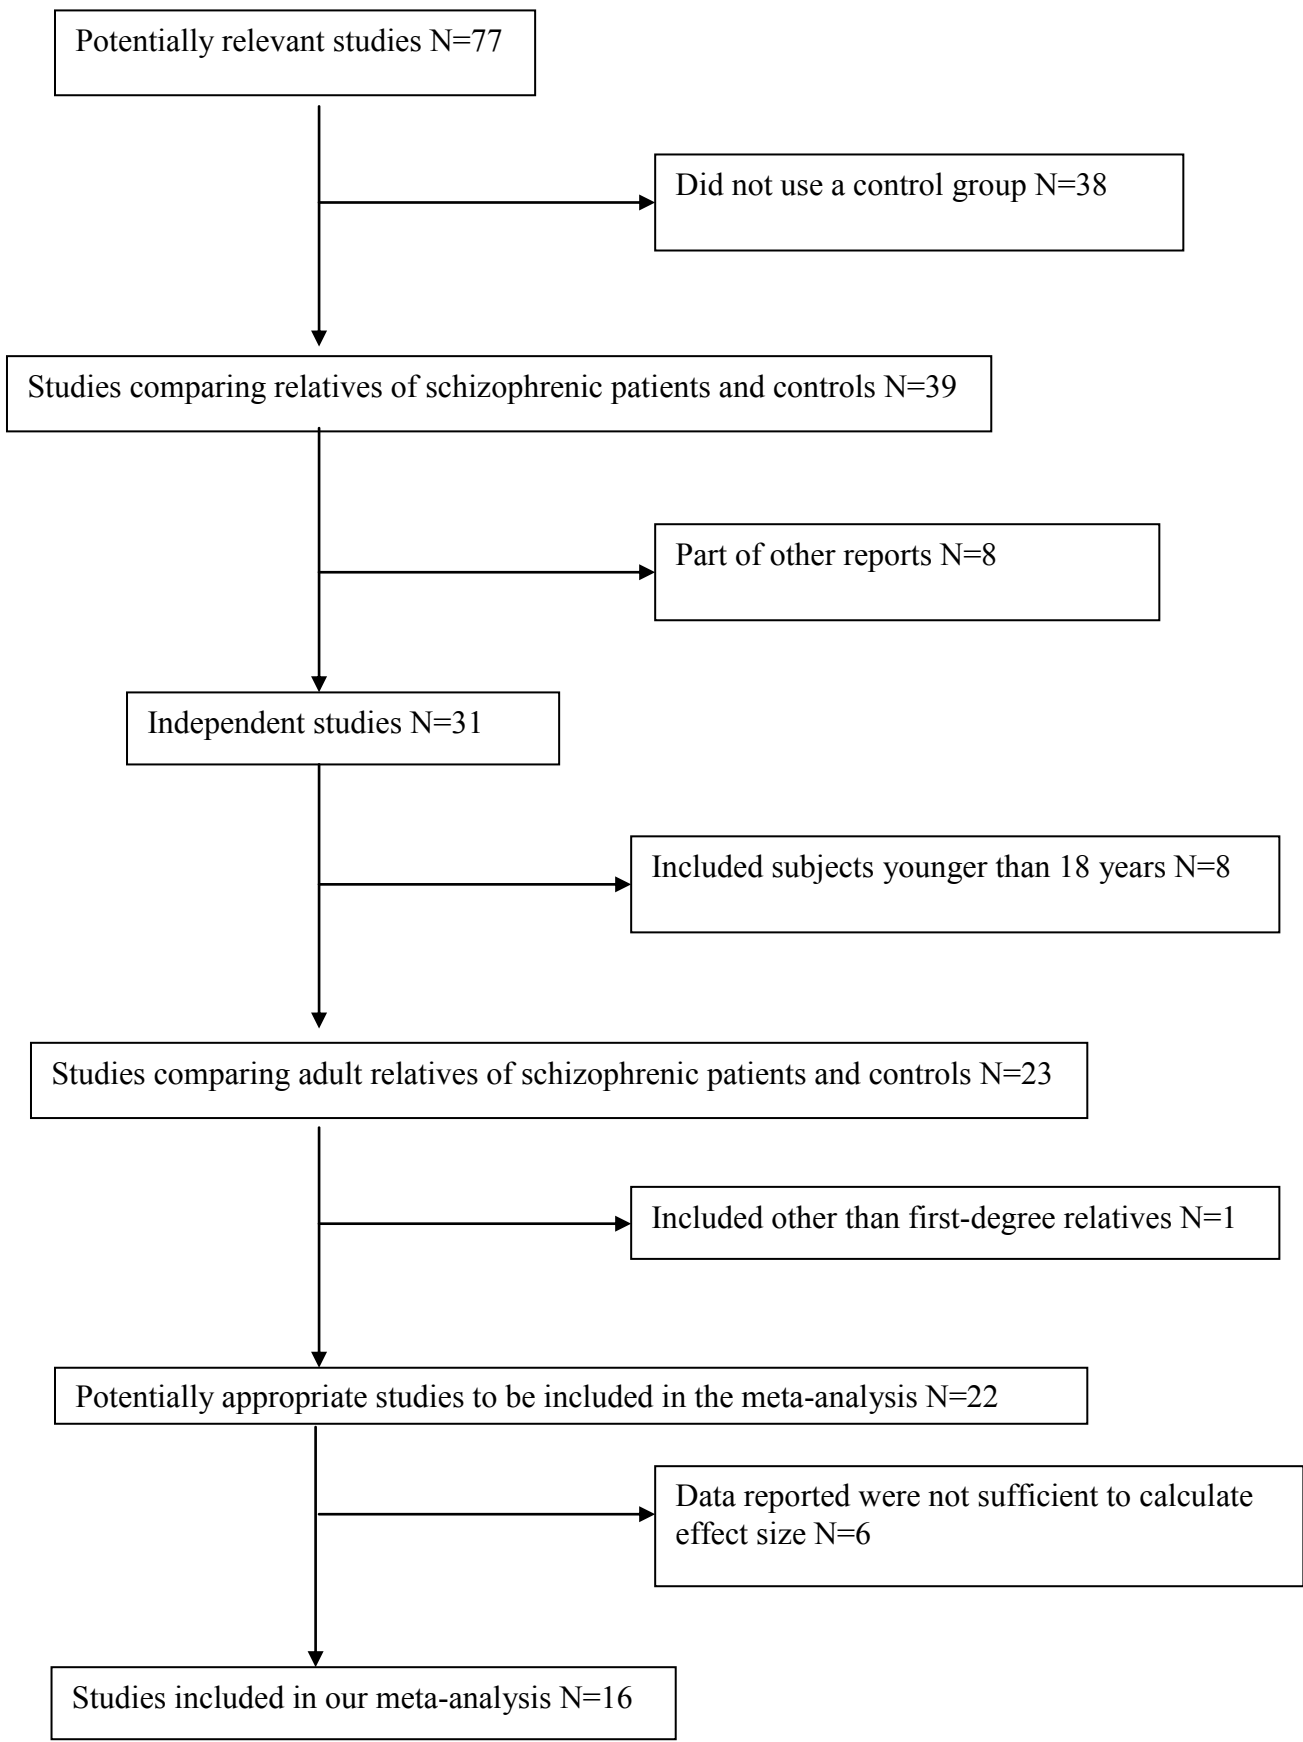 Potentially relevant studies N=77
Did not use a control group N=38
Studies comparing relatives of schizophrenic patients and controls N=39
Part of other reports N=8
Independent studies N=31
Included subjects younger than 18 years N=8
Studies comparing adult relatives of schizophrenic patients and controls N=23
Included other than first-degree relatives N=1
Potentially appropriate studies to be included in the meta-analysis N=22
Data reported were not sufficient to calculate
effect size N=6
Studies included in our meta-analysis N=16